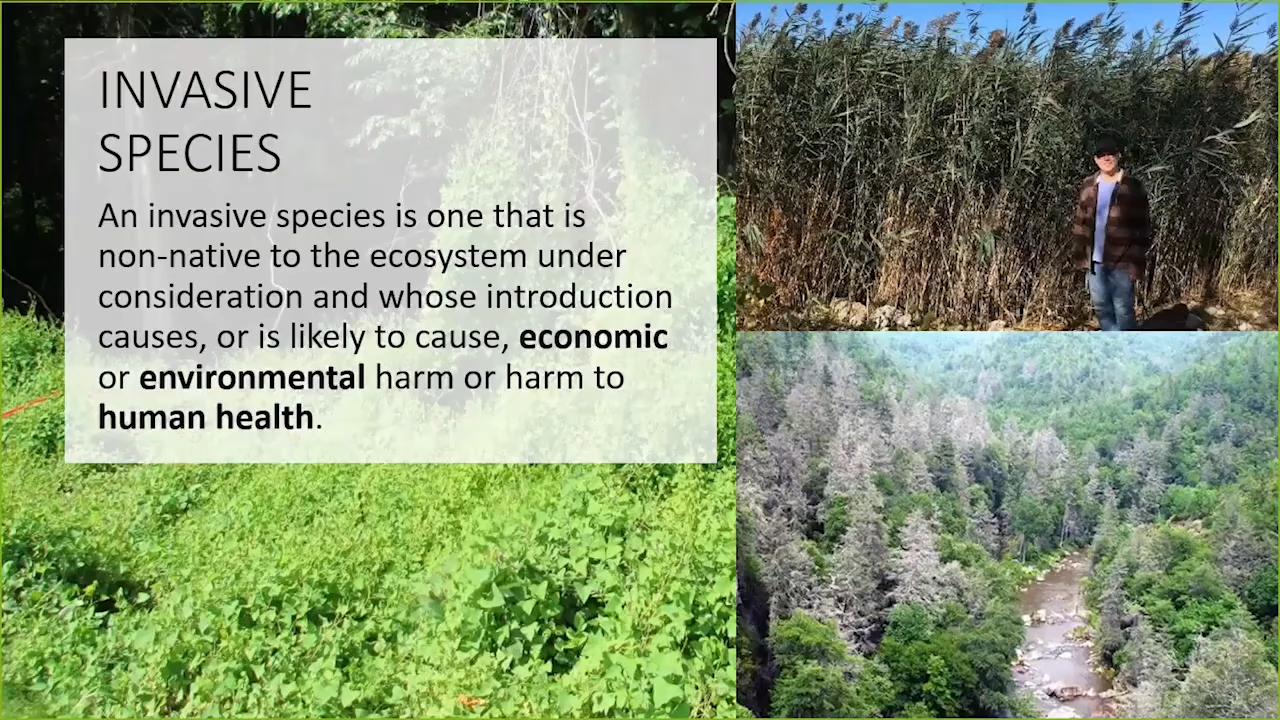 INVASIVE
SPECIES
An invasive species is one that is
non-native to the ecosystem under
consideration and whose introduction
causes, or is likely to cause, economic
or environmental harm or harm to
human health.